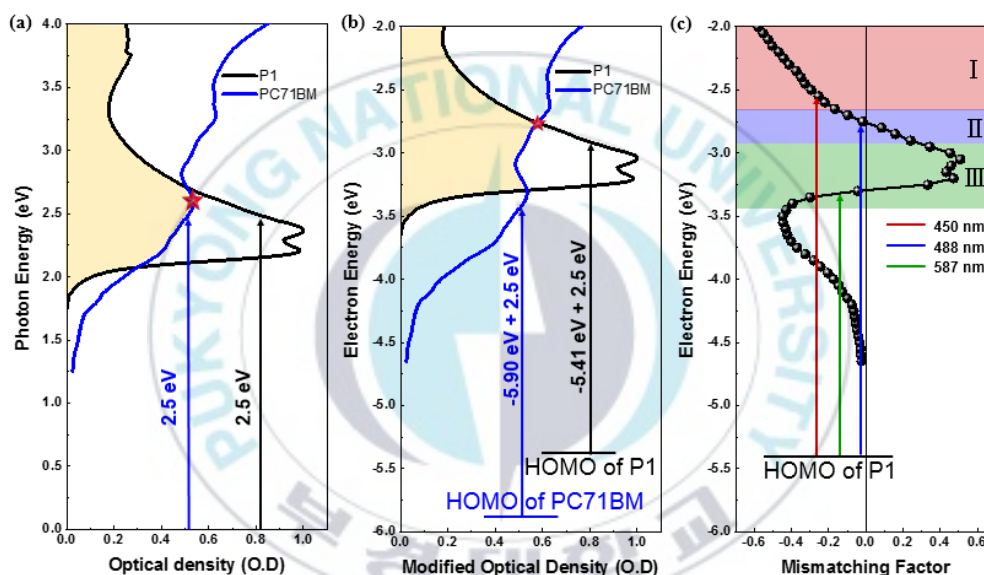 (a)
4.0
3.5
3.0
2.5
2.0
1.5
1.0
0.5
0.0
Photon Energy (eV)
P1
PC71BM
2.5 eV
2.5 eV
0.0 0.2 0.4 0.6 0.8 1.0
Optical density (O.D)
(b)
-2.0
-2.5
-3.0
-3.5
-4.0
-4.5
-5.0
-5.5
-6.0
Electron Energy (eV)
P1
PC71BM
-5.90 eV + 2.5 eV
-5.41 eV + 2.5 eV
HOMO of P1
HOMO of PC71BM
0.0 0.2 0.4 0.6 0.8 1.0
Modified Optical Density (O.D)
(c)
-2.0
-2.5
-3.0
-3.5
-4.0
-4.5
-5.0
-5.5
-6.0
Electron Energy (eV)
I
II
III
450 nm
488 nm
587 nm
HOMO of P1
-0.6 -0.4 -0.2 0.0 0.2 0.4 0.6
Mismatching Factor
PUKYONG NATIONAL UNIVERSITY